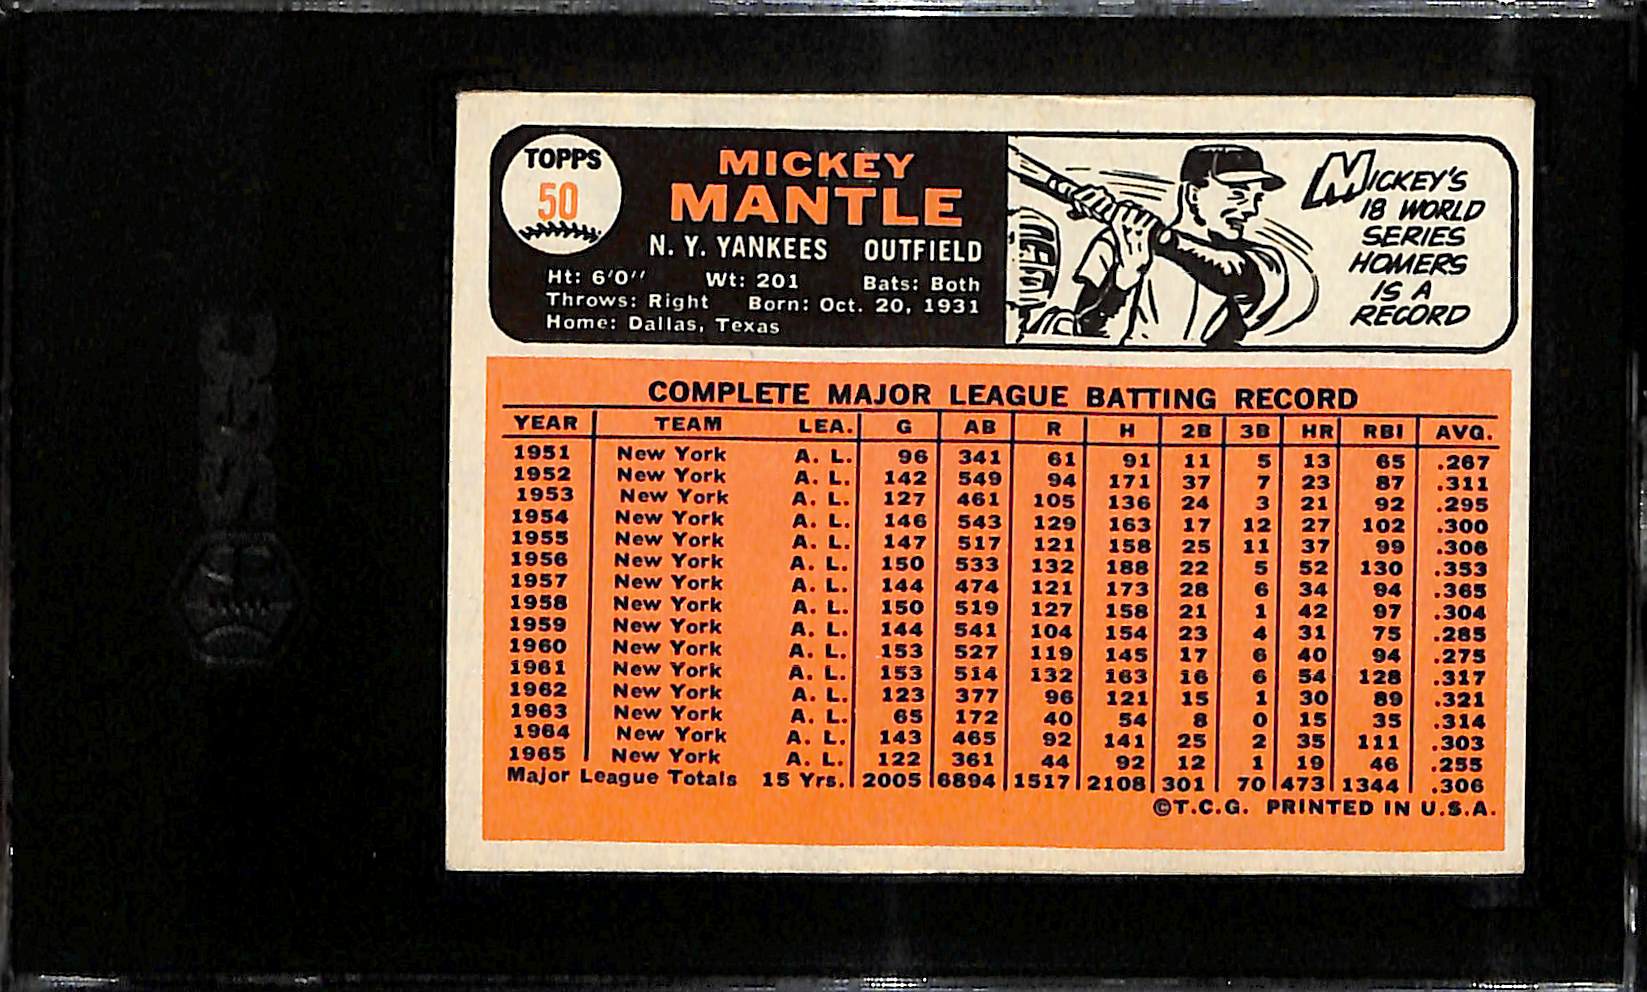 TOPPS
50
MICKEY
MANTLE
N. Y. YANKEES OUTFIELD
Ht: 6'0'' Wt: 201 Bats: Both
Throws: Right Born: Oct. 20, 1931
Home: Dallas, Texas
MICKEY'S
18 WORLD
SERIES
HOMERS
IS A
RECORD
COMPLETE MAJOR LEAGUE BATTING RECORD
YEAR TEAM LEA. G AB R H 2B 3B HR RBI AVG.
1951 New York A. L. 96 341 61 91 11 5 13 65 .267
1952 New York A. L. 142 549 94 171 37 7 23 87 .311
1953 New York A. L. 127 461 105 136 24 3 21 92 .295
1954 New York A. L. 146 543 129 163 17 12 27 102 .300
1955 New York A. L. 147 517 121 158 25 11 37 99 .306
1956 New York A. L. 150 533 132 188 22 5 52 130 .353
1957 New York A. L. 144 474 121 173 28 6 34 94 .365
1958 New York A. L. 150 519 127 158 21 1 42 97 .304
1959 New York A. L. 144 541 104 154 23 4 31 75 .285
1960 New York A. L. 153 527 119 145 17 6 40 94 .275
1961 New York A. L. 153 514 132 163 16 6 54 128 .317
1962 New York A. L. 123 377 96 121 15 1 30 89 .321
1963 New York A. L. 65 172 40 54 8 0 15 35 .314
1964 New York A. L. 143 465 92 141 25 2 35 111 .303
1965 New York A. L. 122 361 44 92 12 1 19 46 .255
Major League Totals 15 Yrs. 2005 6894 1517 2108 301 70 473 1344 .306
©T.C.G. PRINTED IN U.S.A.